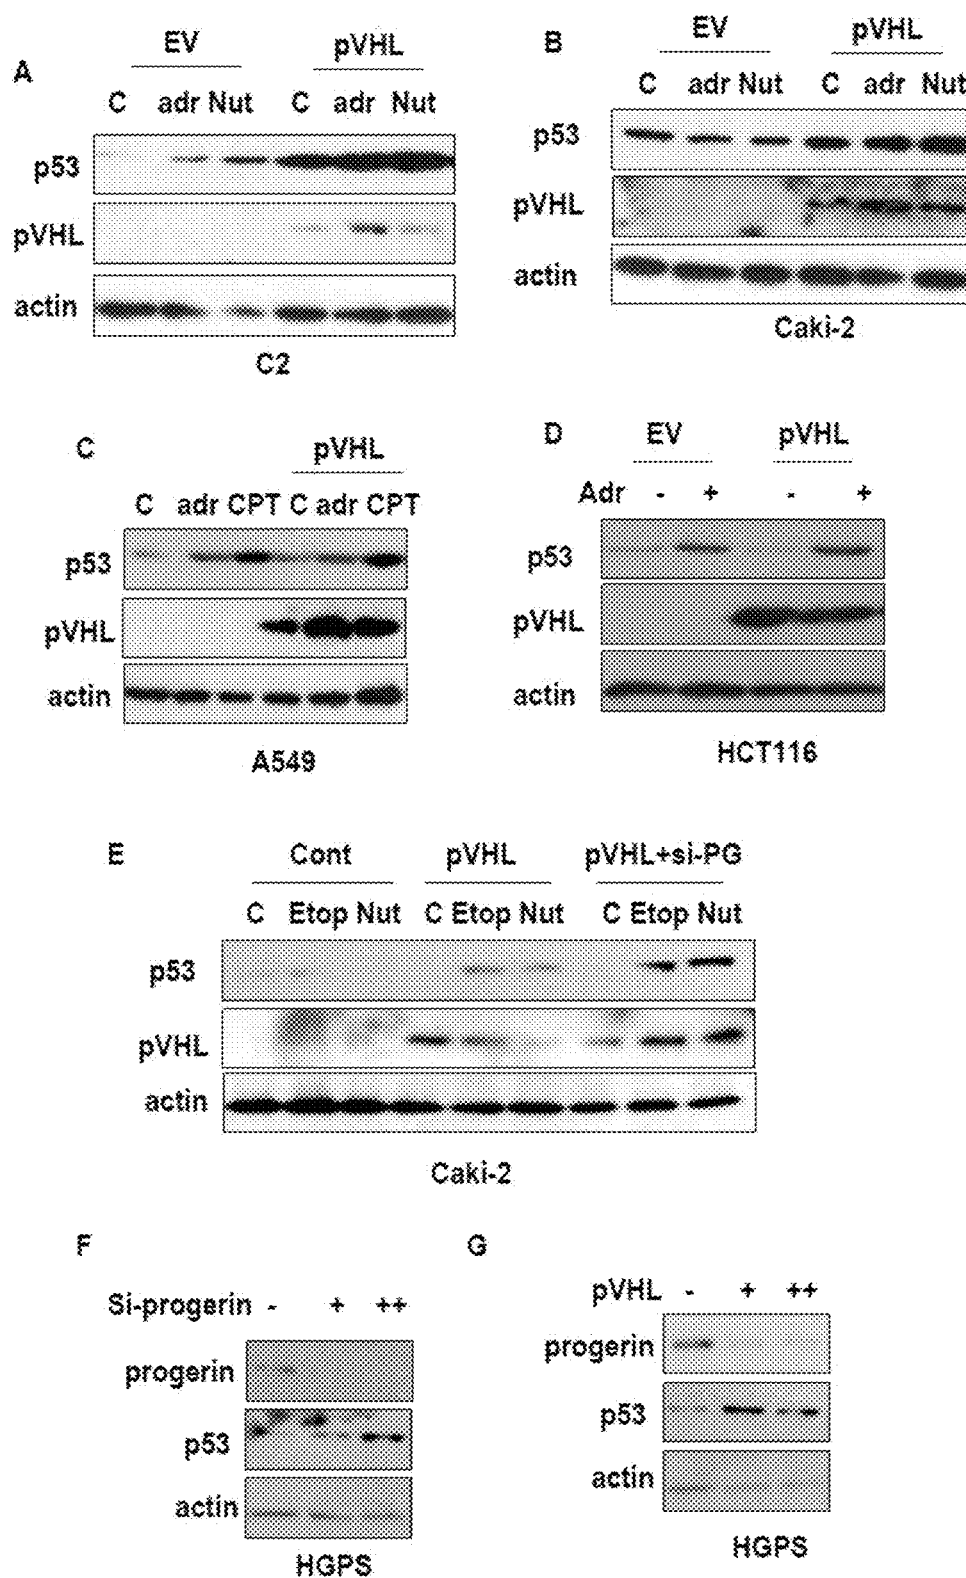 A
EV pVHL
C adr Nut C adr Nut
p53
pVHL
actin
C2
B
EV pVHL
C adr Nut C adr Nut
p53
pVHL
actin
Caki-2
C
pVHL
C adr CPT C adr CPT
p53
pVHL
actin
A549
D
EV pVHL
Adr - + - +
p53
pVHL
actin
HCT116
E
Cont pVHL pVHL+si-PG
C Etop Nut C Etop Nut C Etop Nut
p53
pVHL
actin
Caki-2
F
Si-progerin - + ++
progerin
p53
actin
HGPS
G
pVHL - + ++
progerin
p53
actin
HGPS